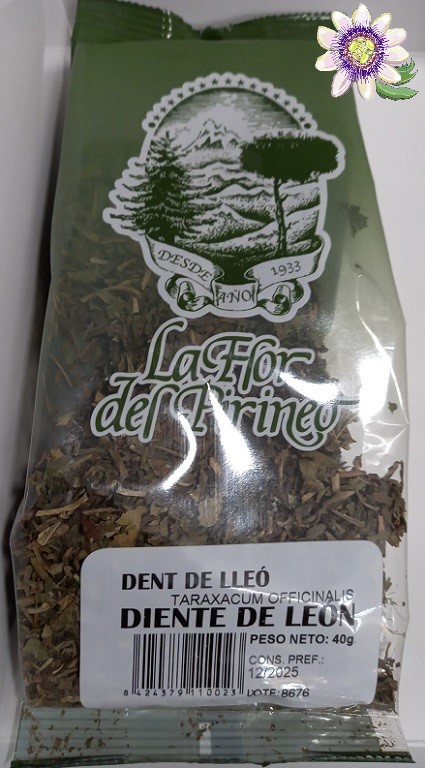 DESDE
AÑO
1933
La Flor
del Pirineo
DENT DE LLEÓ
TARAXACUM OFFICINALIS
DIENTE DE LEÓN
PESO NETO: 40g.
CONS. PREF.:
12/2025
8 424379 110023
LOTE: 8676